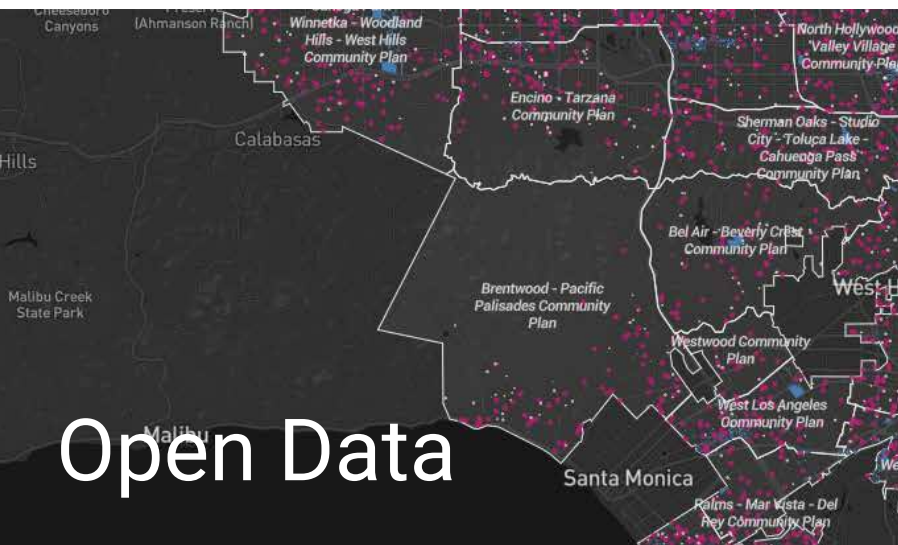 Canyons
(Ahmanson Ranch)
Winnetka - Woodland
Hills - West Hills
Community Plan
North Hollywood
Valley Village
Community Plan
Encino - Tarzana
Community Plan
Sherman Oaks - Studio
City - Toluca Lake -
Cahuenga Pass
Community Plan
Calabasas
Hills
Bel Air - Beverly Crest
Community Plan
Malibu Creek
State Park
Brentwood - Pacific
Palisades Community
Plan
West H
Westwood Community
Plan
West Los Angeles
Community Plan
Malibu
Open Data
Santa Monica
We
Palms - Mar Vista - Del
Rey Community Plan